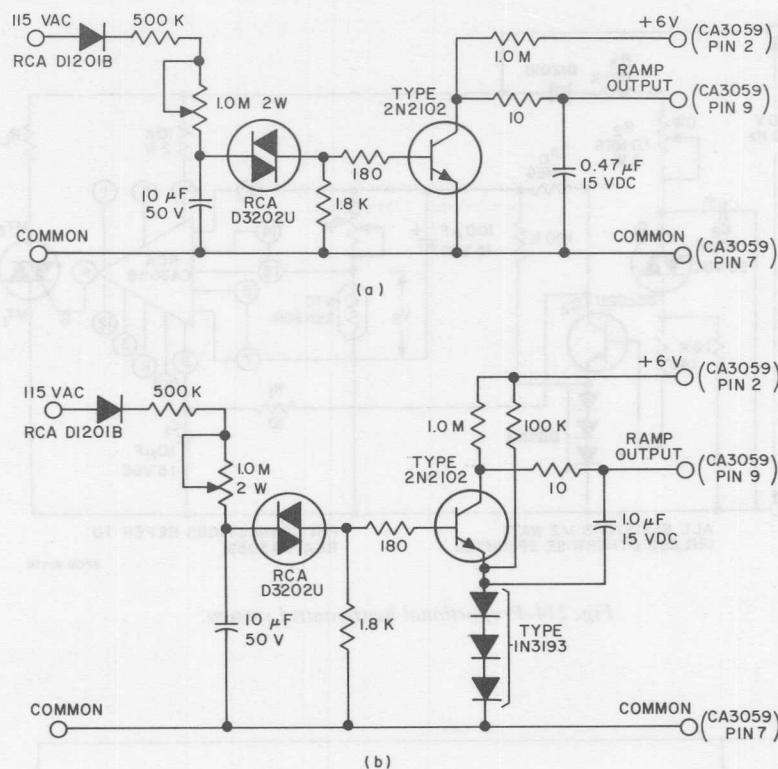 115 VAC
500 K
RCA D1201B
1.0 M 2W
10 µF
50 V
RCA
D3202U
180
1.8 K
TYPE
2N2102
1.0 M
10
0.47 µF
15 VDC
+6V (CA3059) PIN 2
RAMP
OUTPUT (CA3059) PIN 9
COMMON
COMMON (CA3059) PIN 7
(a)
115 VAC
500 K
RCA D1201B
1.0 M
2 W
10 µF
50 V
RCA
D3202U
180
1.8 K
TYPE
2N2102
1.0 M
100 K
10
1.0 µF
15 VDC
TYPE
1N3193
+6V (CA3059) PIN 2
RAMP
OUTPUT (CA3059) PIN 9
COMMON
COMMON (CA3059) PIN 7
(b)